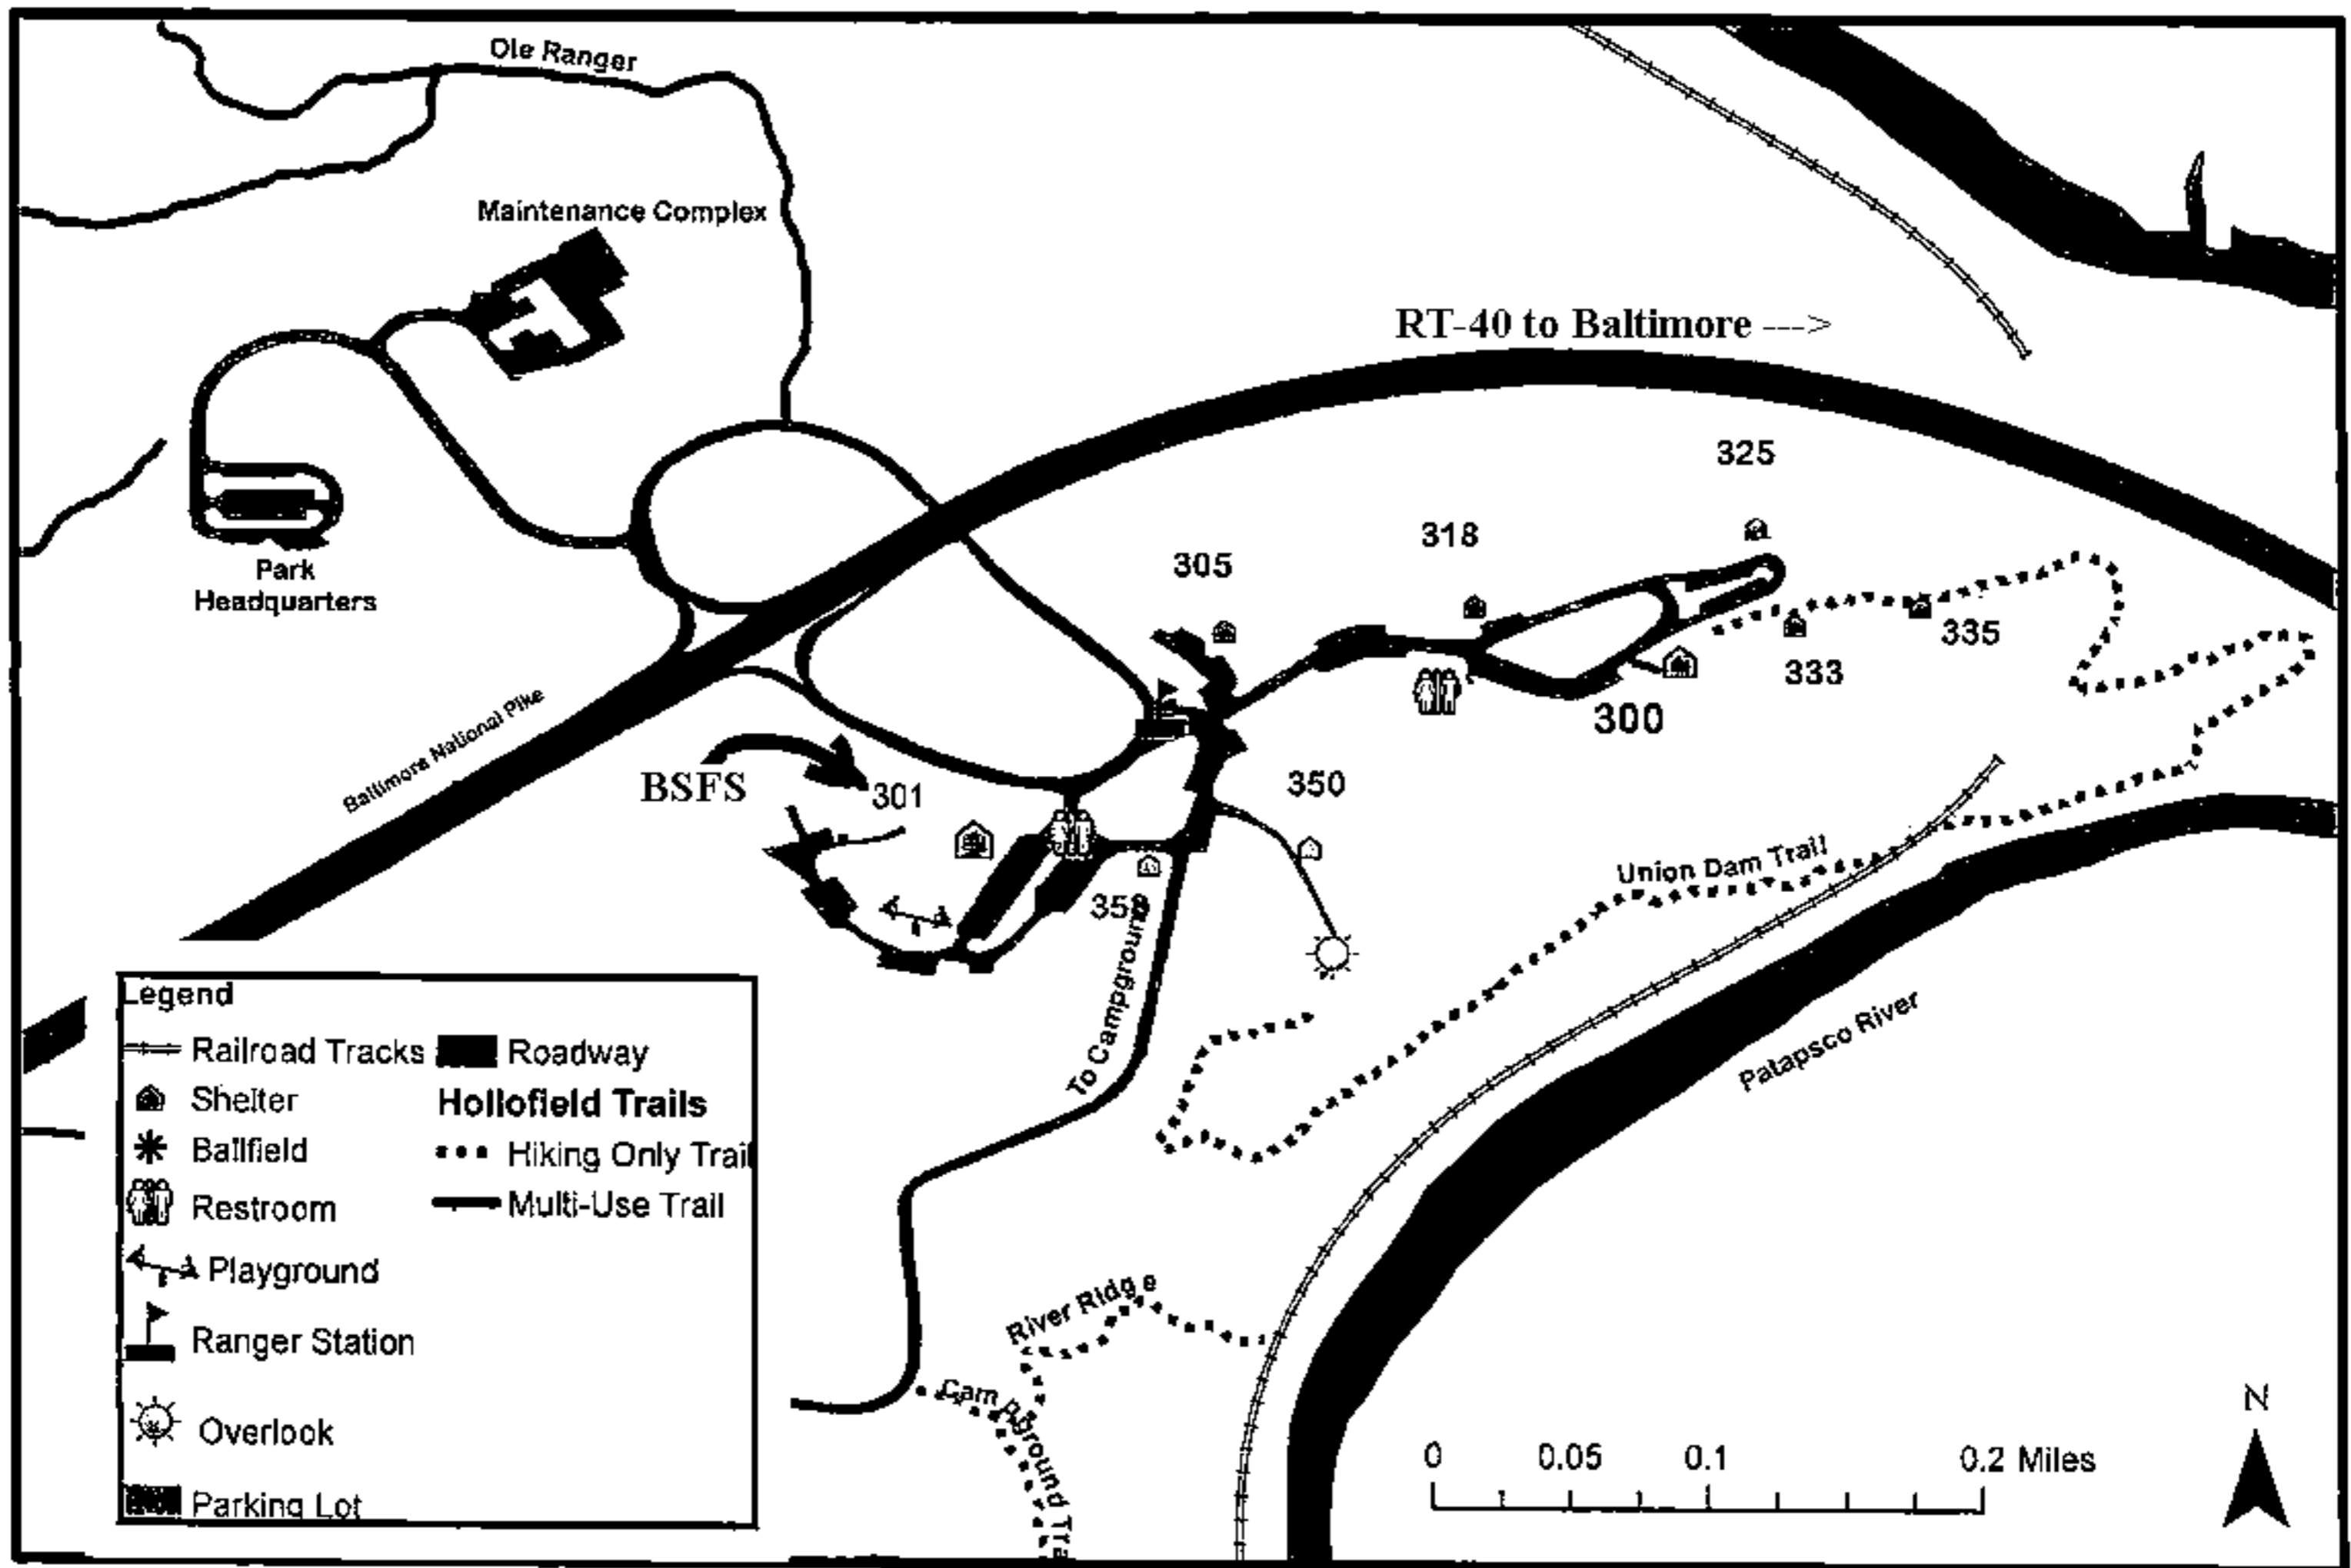 Ole Ranger
Maintenance Complex
RT-40 to Baltimore --->
325
318
305
Park
Headquarters
335
333
300
Baltimore National Pike
BSFS
301
350
Union Dam Trail
359
To Campground
Patapsco River
Legend
Railroad Tracks
Roadway
Shelter
Hollofield Trails
Ballfield
Hiking Only Trail
Restroom
Multi-Use Trail
Playground
Ranger Station
Overlook
Parking Lot
River Ridge
Campground Tra
0 0.05 0.1 0.2 Miles
N